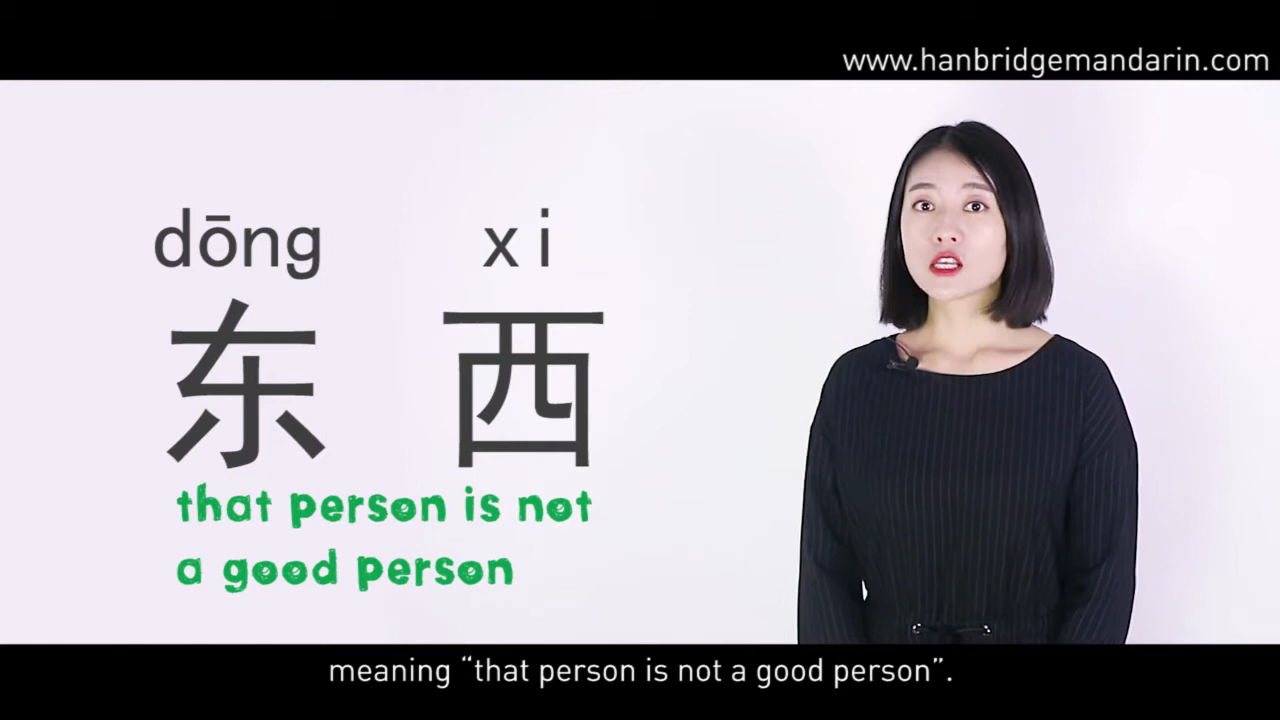 www.hanbridgemandarin.com
dōng xi
东西
that person is not
a good person
meaning “that person is not a good person”.